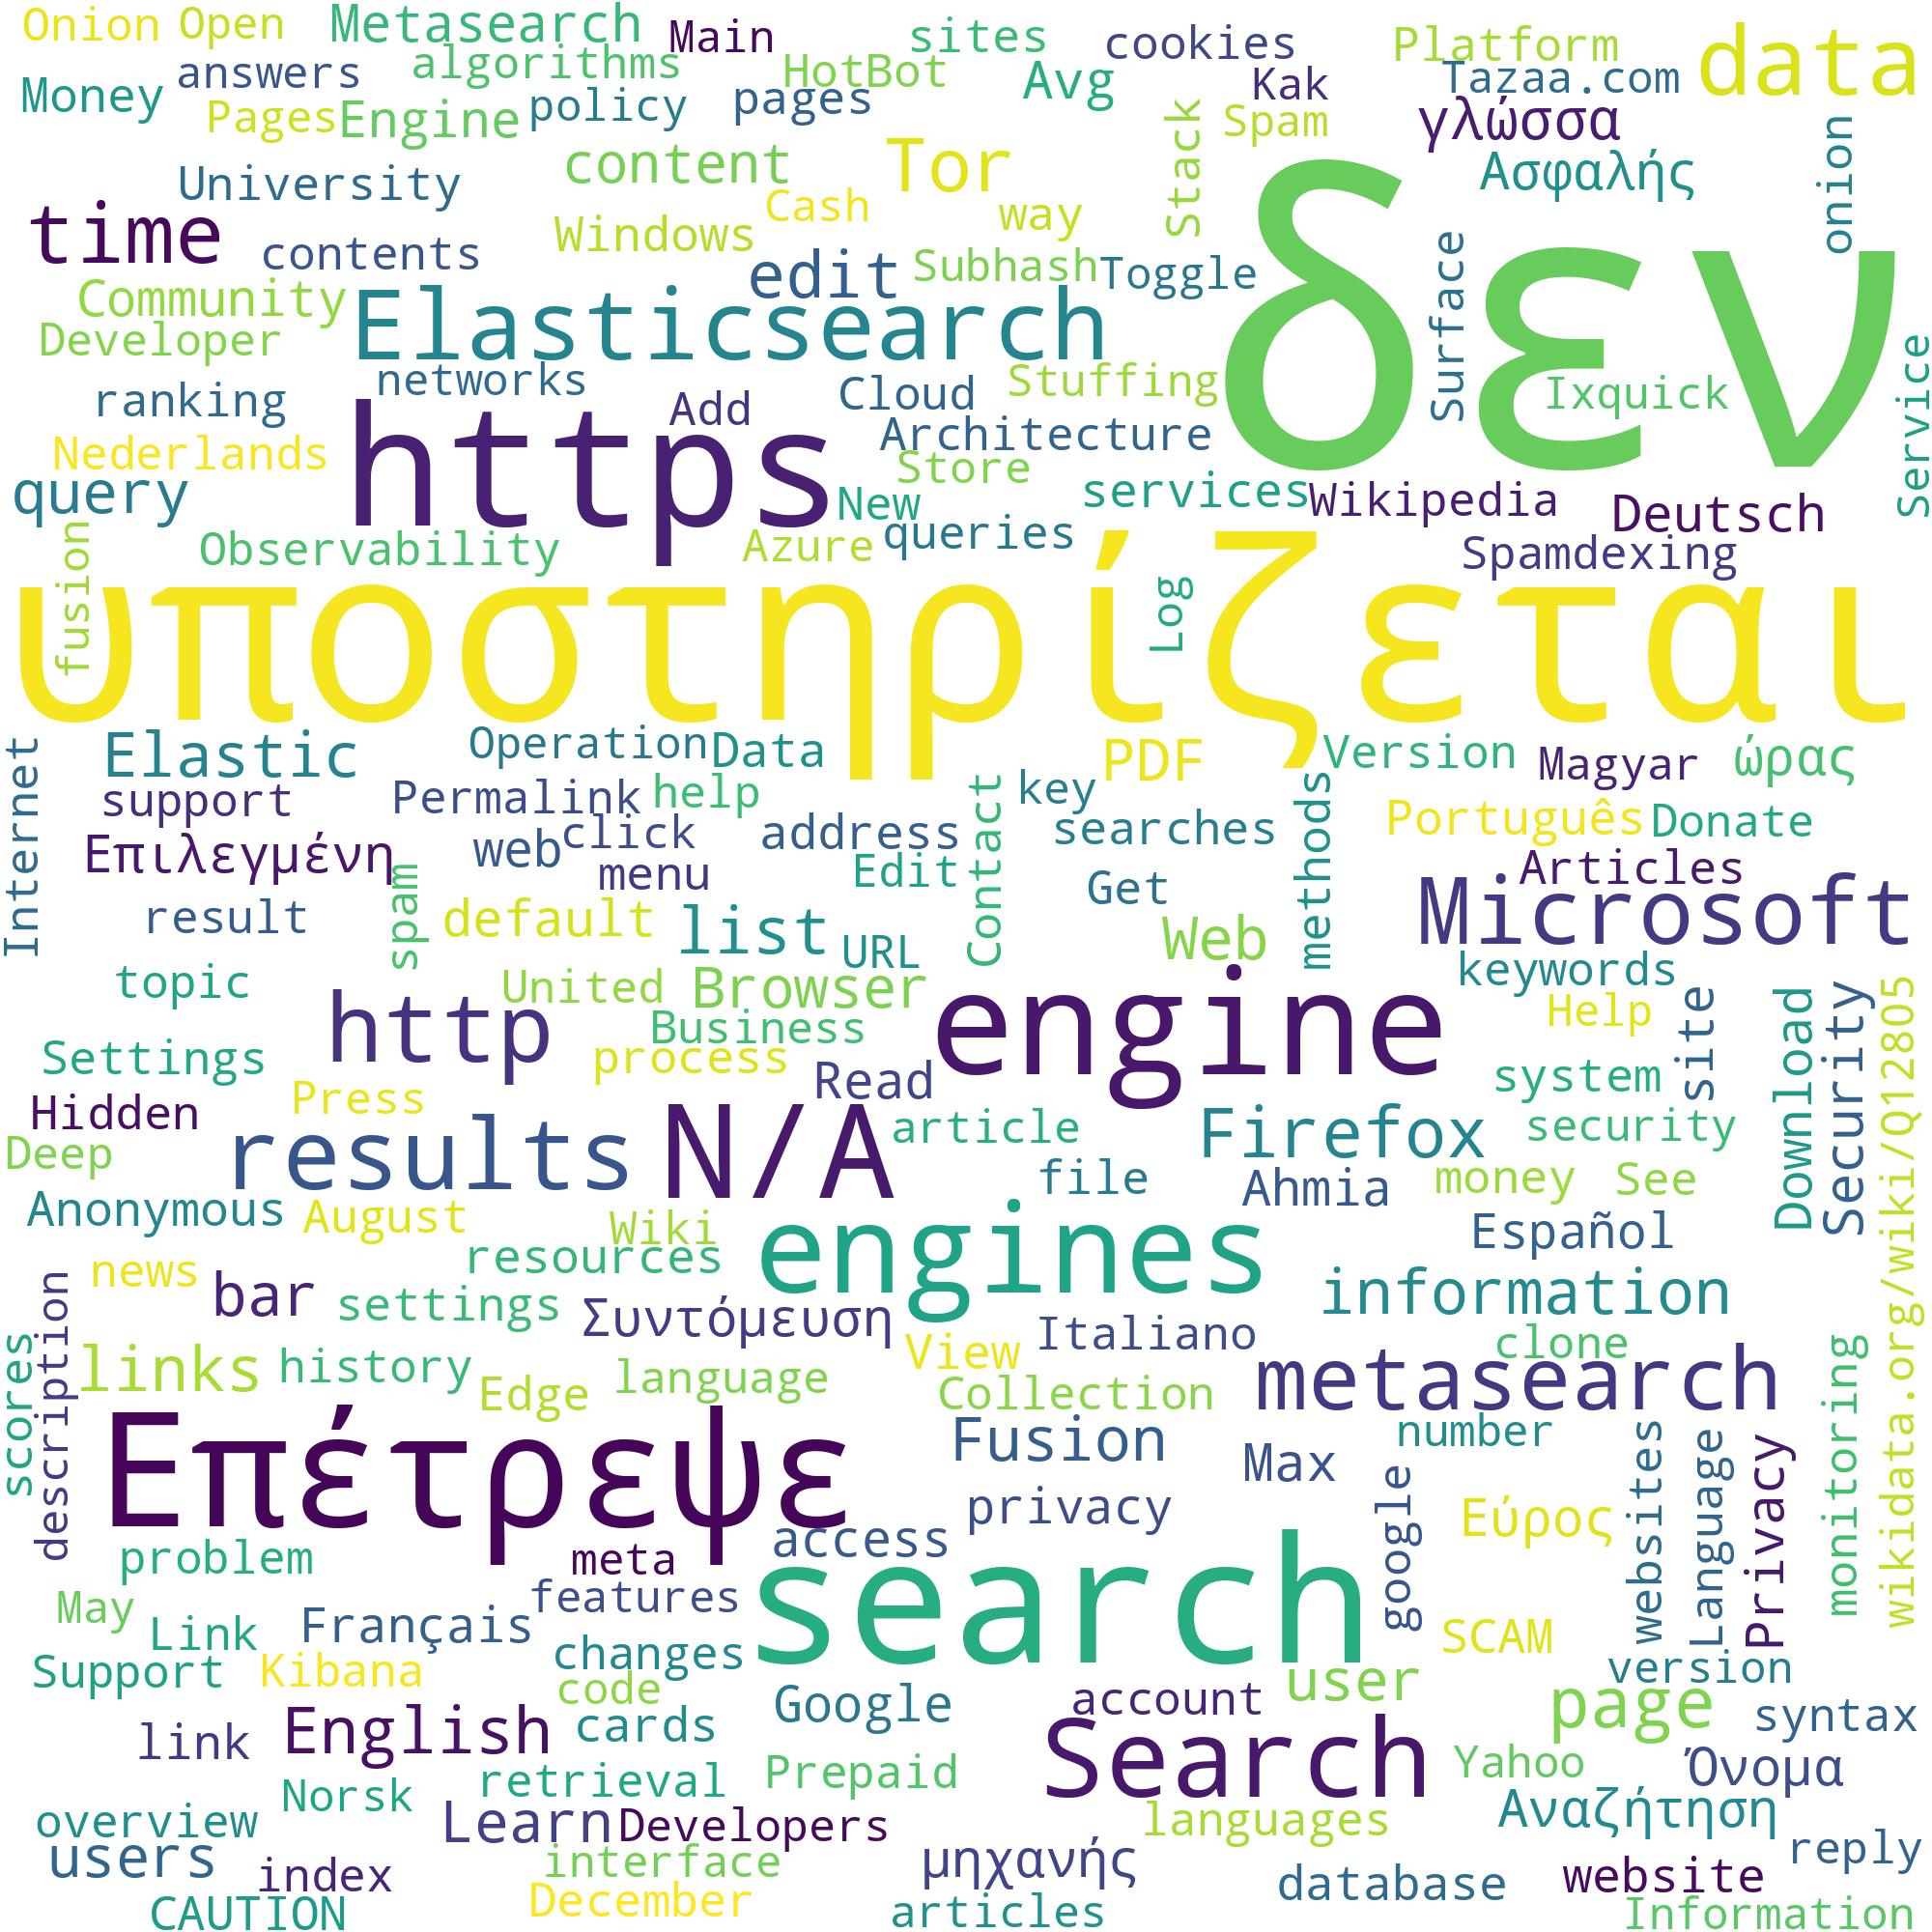 Onion Open Metasearch Main sites cookies Platform data
Money answers algorithms HotBot Avg Kak Tazaa.com
Pages Engine policy pages Stack Spam γλώσσα
University content Tor Ασφαλής onion
time contents Windows Cash way δεν
Community edit Subhash Toggle Surface
Developer Elasticsearch Service
ranking networks Add Cloud Stuffing Ixquick
Nederlands https Architecture
query Store New services Wikipedia Deutsch
fusion Observability Azure queries Spamdexing
υποστηρίζεται Log
Internet Elastic Operation Data PDF Version Magyar ώρας
support Permalink help key Português Donate
Επιλεγμένη web click address searches methods
menu Edit Contact Get Articles
result spam default list URL Web Microsoft
topic United Browser keywords
http Business engine Help site Download Security wikidata.org/wiki/Q12805
Settings process Read system
Hidden Press N/A article Firefox security
Deep results file Ahmia money See
Anonymous August Wiki engines Español
news resources information
description bar settings Συντόμευση Italiano clone
scores links history Edge language View metasearch monitoring
Collection number
Επέτρεψε Fusion Max websites Language Privacy
privacy google Εύρος
problem meta access search
May features SCAM
Link Français changes version
Support Kibana code user
link English cards Google account page syntax
Norsk retrieval Prepaid Search Yahoo Όνομα
overview Learn Developers languages Αναζήτηση
users index interface μηχανής database website reply
CAUTION December articles Information